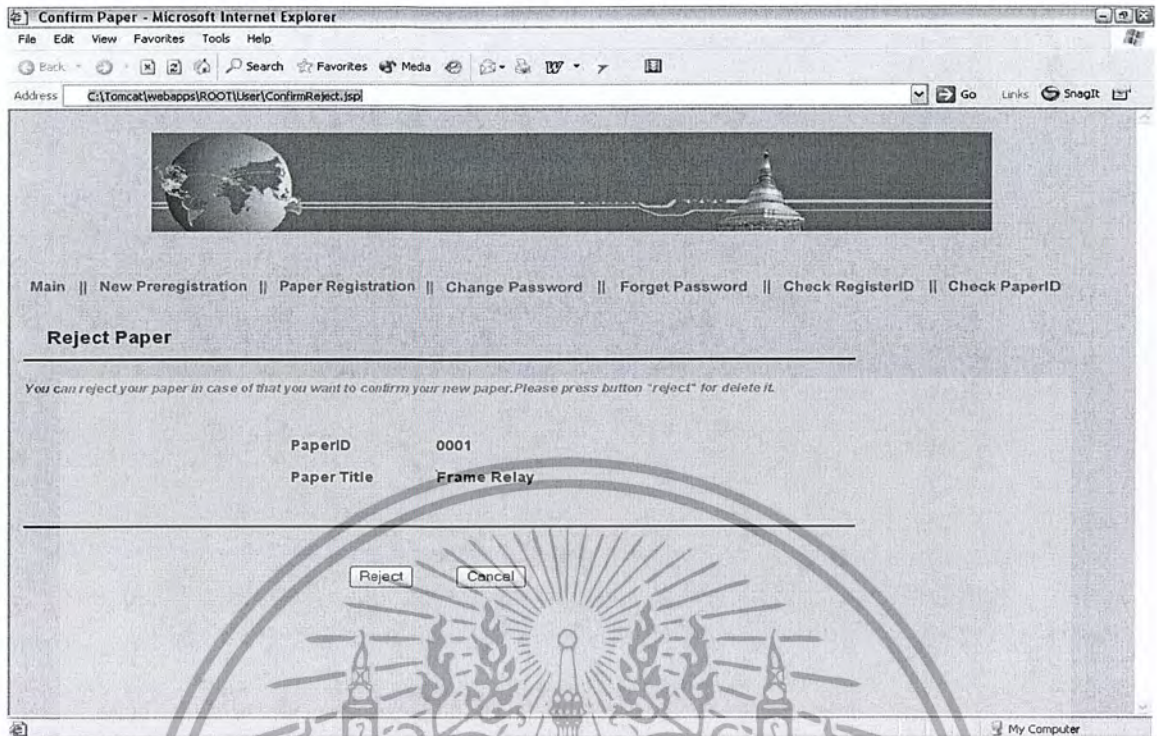 Confirm Paper - Microsoft Internet Explorer
File Edit View Favorites Tools Help
Back Search Favorites Media
Address C:\Tomcat\webapps\ROOT\User\ConfirmReject.jsp Go Links SnagIt
Main || New Preregistration || Paper Registration || Change Password || Forget Password || Check RegisterID || Check PaperID
Reject Paper
You can reject your paper in case of that you want to confirm your new paper.Please press button "reject" for delete it.
PaperID 0001
Paper Title Frame Relay
Reject Cancel
My Computer